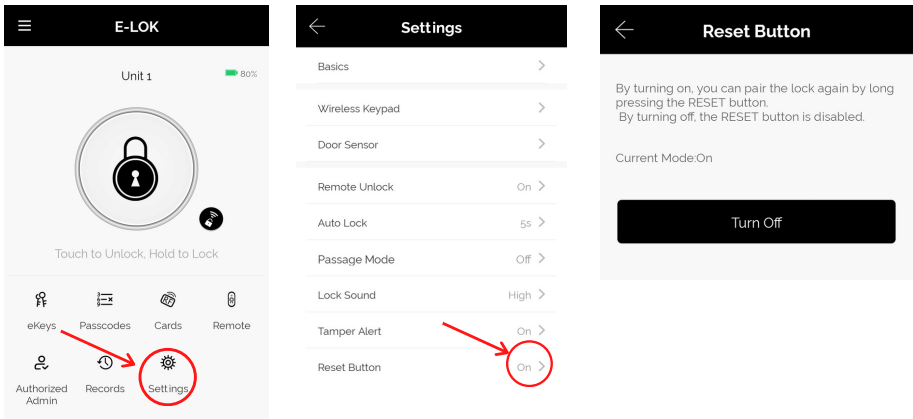 E-LOK
Unit 1
80%
Touch to Unlock, Hold to Lock
eKeys
Passcodes
Cards
Remote
Authorized
Admin
Records
Settings
Settings
Basics
Wireless Keypad
Door Sensor
Remote Unlock On
Auto Lock 5s
Passage Mode Off
Lock Sound High
Tamper Alert On
Reset Button On
Reset Button
By turning on, you can pair the lock again by long
pressing the RESET button.
By turning off, the RESET button is disabled.
Current Mode:On
Turn Off